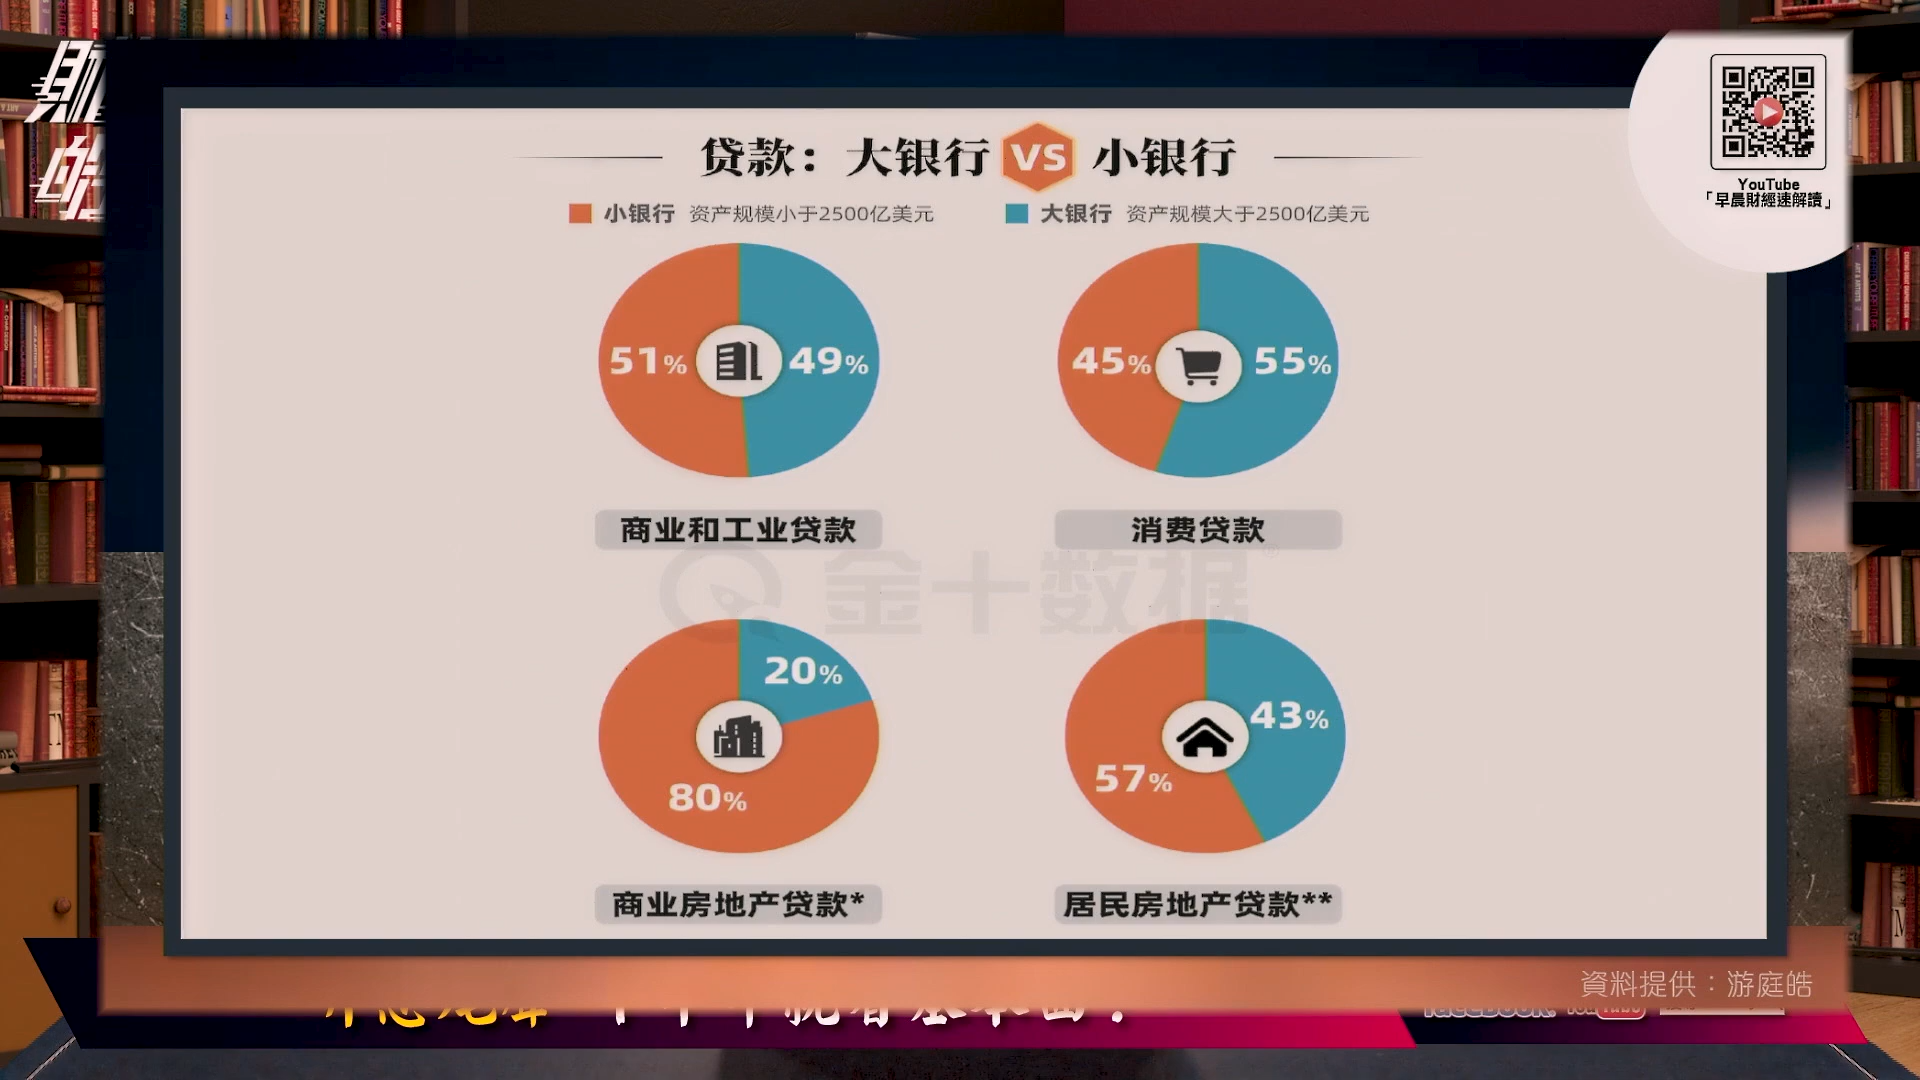 贷款：大银行 VS 小银行
小银行 资产规模小于2500亿美元
大银行 资产规模大于2500亿美元
51% 49%
45% 55%
商业和工业贷款
消费贷款
金十数据
20%
80%
43%
57%
商业房地产贷款*
居民房地产贷款**
YouTube
「早晨財經速解讀」
資料提供：游庭皓